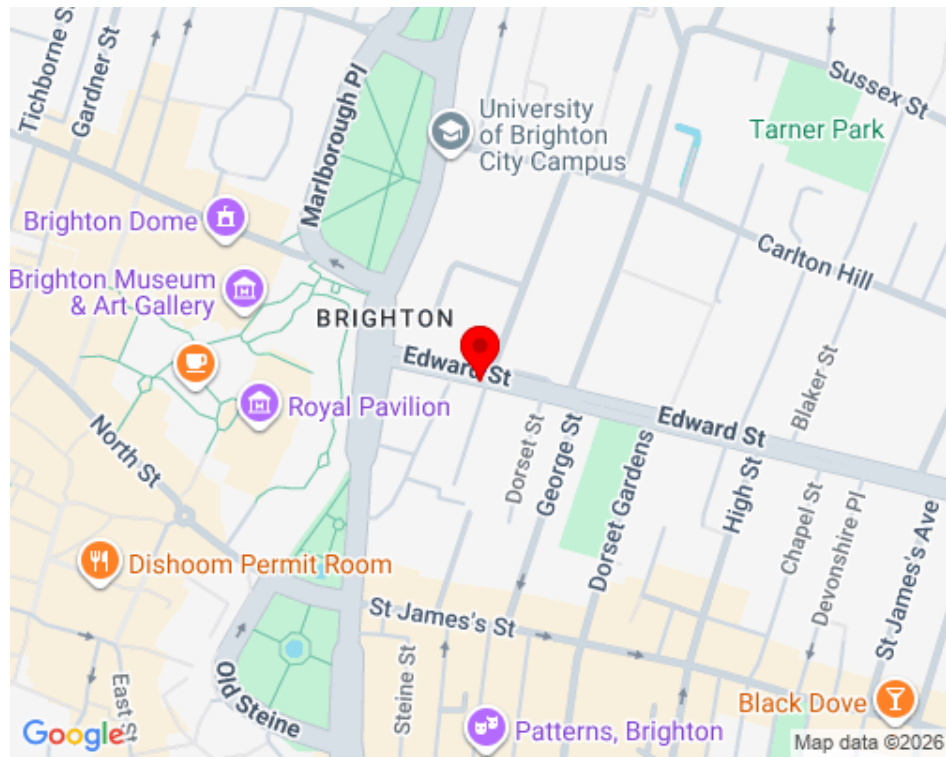 Tichborne St
Gardner St
Marlborough Pl
University
of Brighton
City Campus
Sussex St
Tarner Park
Brighton Dome
Carlton Hill
Brighton Museum
& Art Gallery
BRIGHTON
Edward St
Royal Pavilion
Edward St
Blaker St
North St
Dorset St
George St
Dorset Gardens
High St
Chapel St
Devonshire Pl
St James's Ave
Dishoom Permit Room
St James's St
Old Steine
Steine St
East St
Black Dove
Patterns, Brighton
Google
Map data ©2026